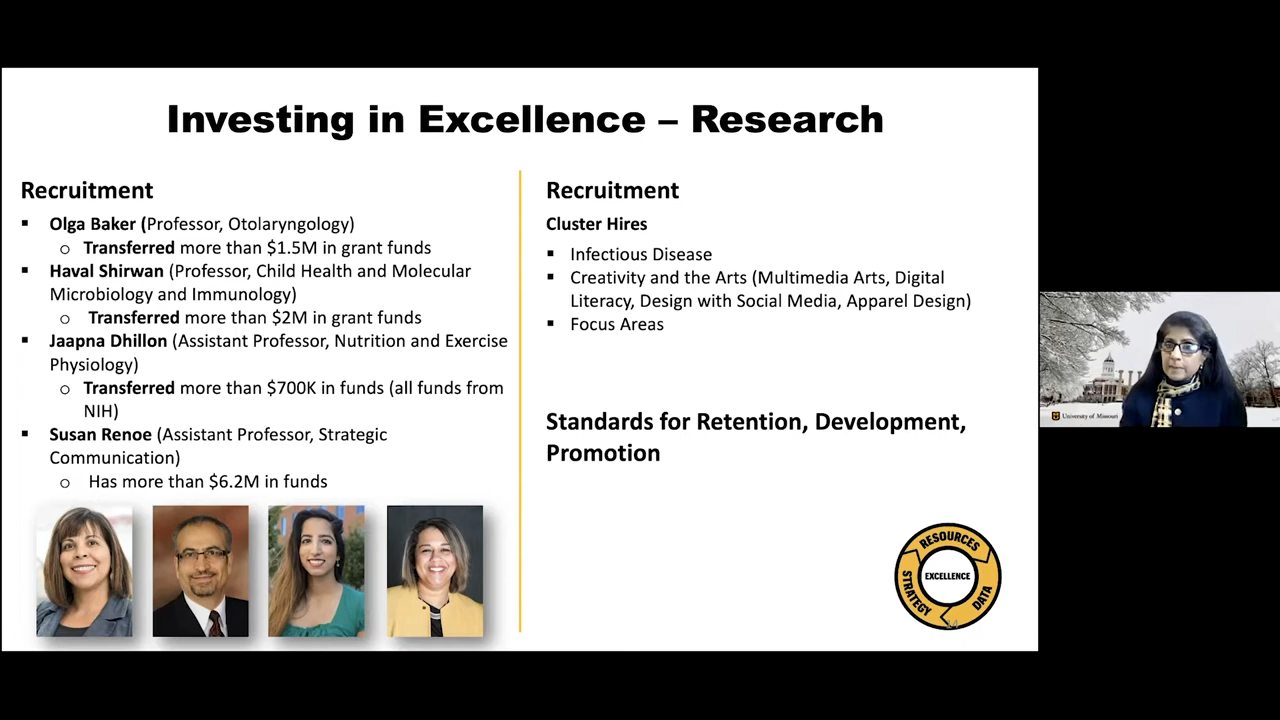 Investing in Excellence – Research
Recruitment
▪ Olga Baker (Professor, Otolaryngology)
o Transferred more than $1.5M in grant funds
▪ Haval Shirwan (Professor, Child Health and Molecular
Microbiology and Immunology)
o Transferred more than $2M in grant funds
▪ Jaapna Dhillon (Assistant Professor, Nutrition and Exercise
Physiology)
o Transferred more than $700K in funds (all funds from
NIH)
▪ Susan Renoe (Assistant Professor, Strategic
Communication)
o Has more than $6.2M in funds
Recruitment
Cluster Hires
▪ Infectious Disease
▪ Creativity and the Arts (Multimedia Arts, Digital
Literacy, Design with Social Media, Apparel Design)
▪ Focus Areas
Standards for Retention, Development,
Promotion
RESOURCES
EXCELLENCE
STRATEGY
DATA
University of Missouri